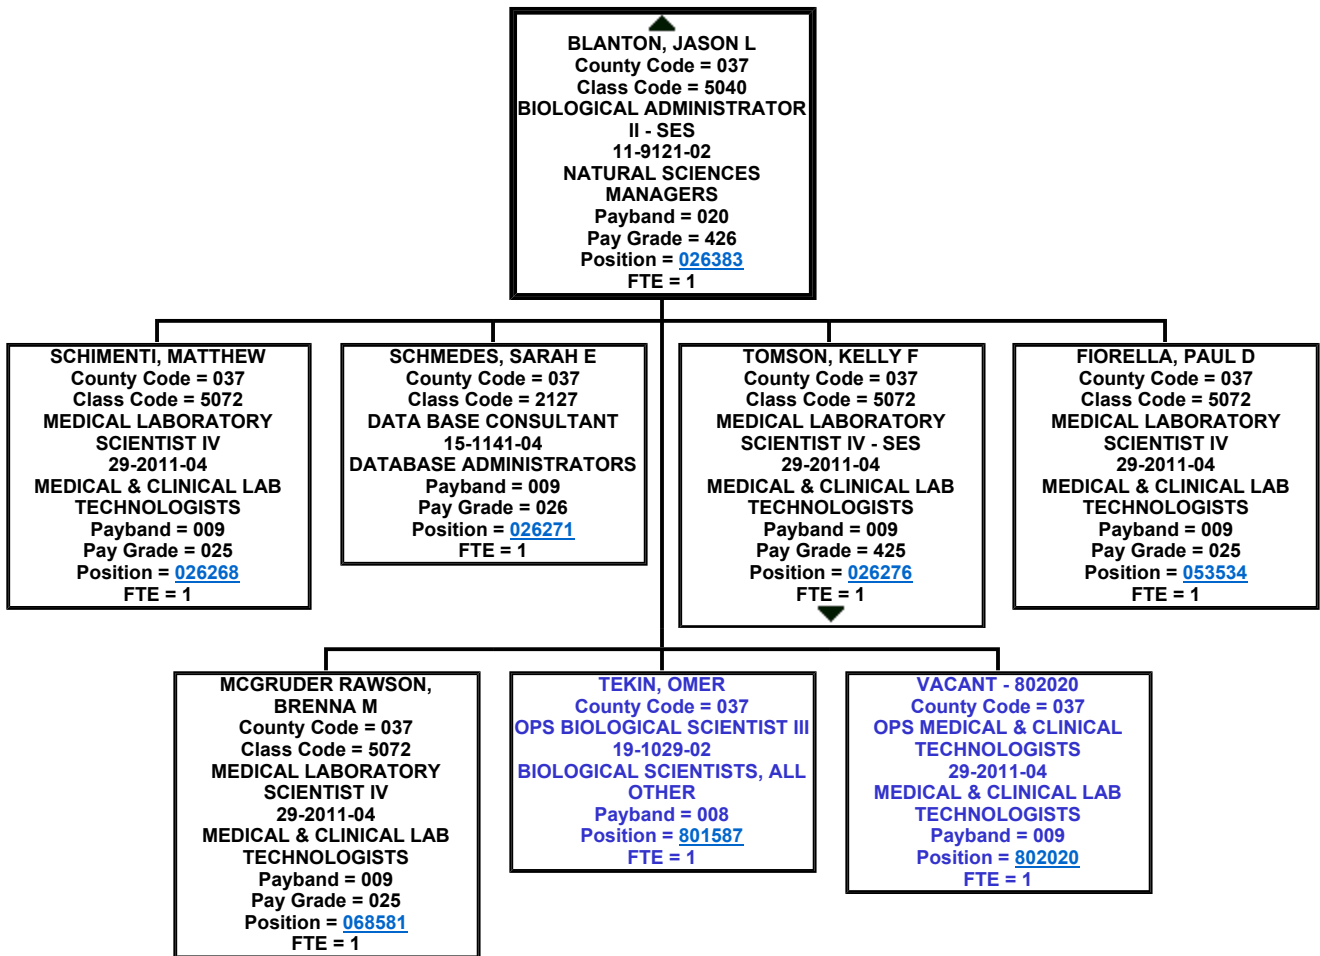 BLANTON, JASON L
County Code = 037
Class Code = 5040
BIOLOGICAL ADMINISTRATOR
II - SES
11-9121-02
NATURAL SCIENCES
MANAGERS
Payband = 020
Pay Grade = 426
Position = 026383
FTE = 1
SCHIMENTI, MATTHEW
County Code = 037
Class Code = 5072
MEDICAL LABORATORY
SCIENTIST IV
29-2011-04
MEDICAL & CLINICAL LAB
TECHNOLOGISTS
Payband = 009
Pay Grade = 025
Position = 026268
FTE = 1
SCHMEDES, SARAH E
County Code = 037
Class Code = 2127
DATA BASE CONSULTANT
15-1141-04
DATABASE ADMINISTRATORS
Payband = 009
Pay Grade = 026
Position = 026271
FTE = 1
TOMSON, KELLY F
County Code = 037
Class Code = 5072
MEDICAL LABORATORY
SCIENTIST IV - SES
29-2011-04
MEDICAL & CLINICAL LAB
TECHNOLOGISTS
Payband = 009
Pay Grade = 425
Position = 026276
FTE = 1
FIORELLA, PAUL D
County Code = 037
Class Code = 5072
MEDICAL LABORATORY
SCIENTIST IV
29-2011-04
MEDICAL & CLINICAL LAB
TECHNOLOGISTS
Payband = 009
Pay Grade = 025
Position = 053534
FTE = 1
MCGRUDER RAWSON,
BRENNA M
County Code = 037
Class Code = 5072
MEDICAL LABORATORY
SCIENTIST IV
29-2011-04
MEDICAL & CLINICAL LAB
TECHNOLOGISTS
Payband = 009
Pay Grade = 025
Position = 068581
FTE = 1
TEKIN, OMER
County Code = 037
OPS BIOLOGICAL SCIENTIST III
19-1029-02
BIOLOGICAL SCIENTISTS, ALL
OTHER
Payband = 008
Position = 801587
FTE = 1
VACANT - 802020
County Code = 037
OPS MEDICAL & CLINICAL
TECHNOLOGISTS
29-2011-04
MEDICAL & CLINICAL LAB
TECHNOLOGISTS
Payband = 009
Position = 802020
FTE = 1